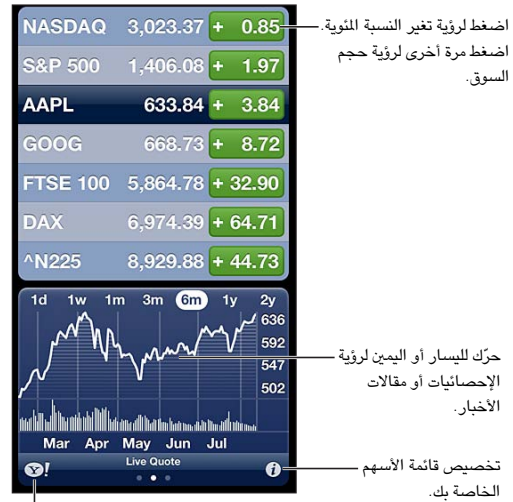 NASDAQ 3,023.37 + 0.85
S&P 500 1,406.08 + 1.97
AAPL 633.84 + 3.84
GOOG 668.73 + 8.72
FTSE 100 5,864.78 + 32.90
DAX 6,974.39 + 64.71
^N225 8,929.88 + 44.73
اضغط لرؤية تغير النسبة المئوية.
اضغط مرة أخرى لرؤية حجم
السوق.
1d 1w 1m 3m 6m 1y 2y
636
592
547
502
Mar Apr May Jun Jul
حرّك لليسار أو اليمين لرؤية
الإحصائيات أو مقالات
الأخبار.
Y!
Live Quote
i
تخصيص قائمة الأسهم
الخاصة بك.